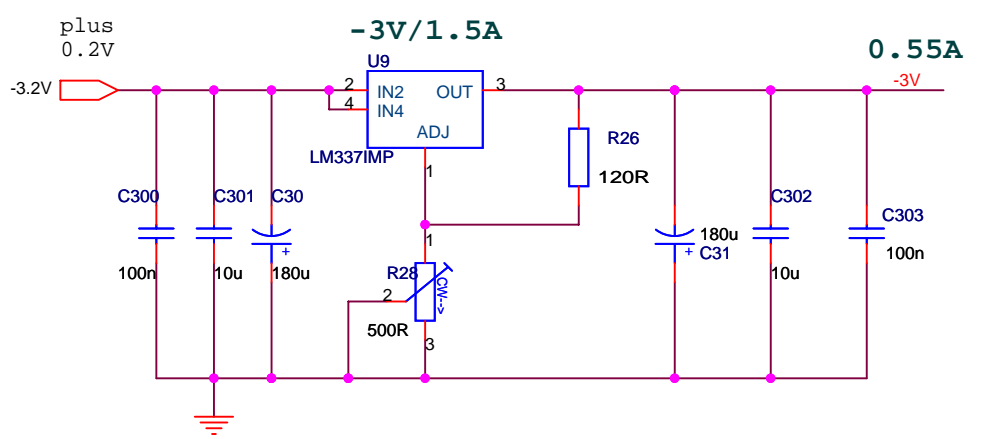 plus
0.2V
-3V/1.5A
0.55A
U9
-3.2V
-3V
2
IN2
OUT
3
4
IN4
ADJ
LM337IMP
1
R26
120R
C300
C301
C30
C302
C303
1
180u
C31
+
+
100n
10u
180u
R28
CW-->
10u
100n
2
500R
3